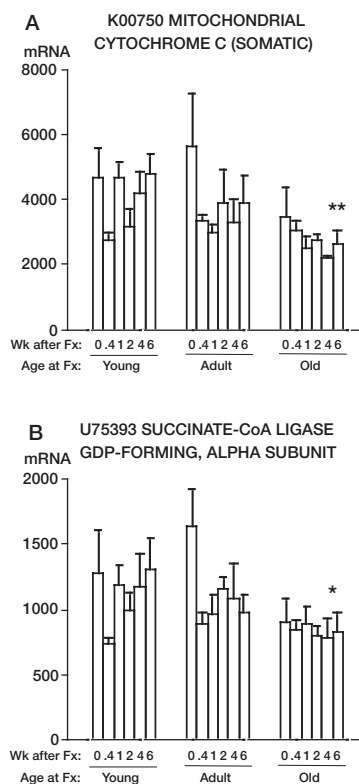 A
K00750 MITOCHONDRIAL
CYTOCHROME C (SOMATIC)
mRNA
8000
6000
4000
2000
0
**
Wk after Fx: 0 .4 1 2 4 6 0 .4 1 2 4 6 0 .4 1 2 4 6
Age at Fx: Young Adult Old
B
U75393 SUCCINATE-CoA LIGASE
GDP-FORMING, ALPHA SUBUNIT
mRNA
2000
1500
1000
500
0
*
Wk after Fx: 0 .4 1 2 4 6 0 .4 1 2 4 6 0 .4 1 2 4 6
Age at Fx: Young Adult Old